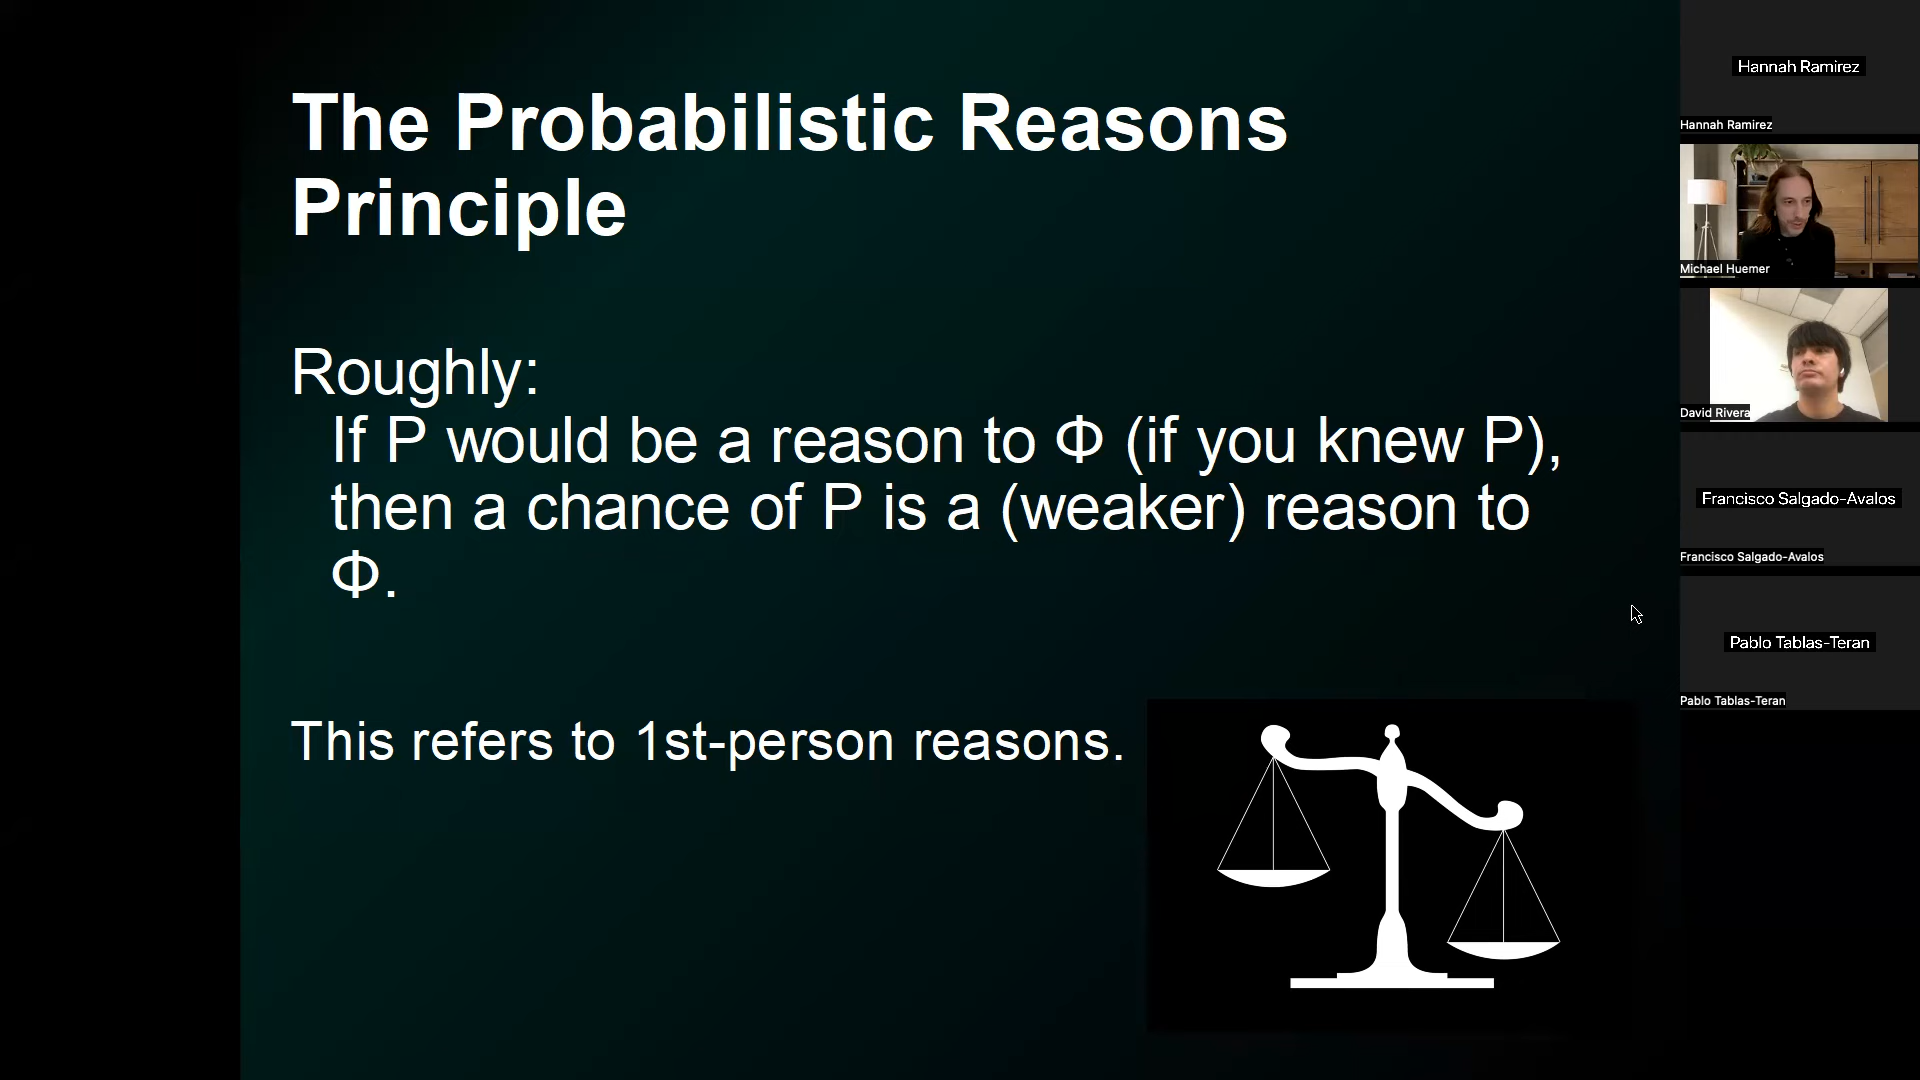 The Probabilistic Reasons
Principle
Roughly:
If P would be a reason to Φ (if you knew P),
then a chance of P is a (weaker) reason to
Φ.
This refers to 1st-person reasons.
Hannah Ramirez
Hannah Ramirez
Michael Huemer
David Rivera
Francisco Salgado-Avalos
Francisco Salgado-Avalos
Pablo Tablas-Teran
Pablo Tablas-Teran